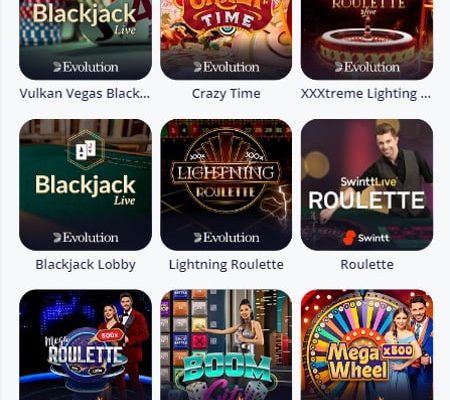 Blackjack
Live
Evolution
Vulkan Vegas Black...
CRAZY
TIME
Evolution
Crazy Time
ROULETTE
Live
Evolution
XXXtreme Lighting ...
Blackjack
Live
Evolution
Blackjack Lobby
300x
300x
LIGHTNING
ROULETTE
Evolution
Lightning Roulette
SwinttLive
ROULETTE
Swintt
Roulette
Mega
500x
ROULETTE
BOOM
City
Mega
x500
Wheel